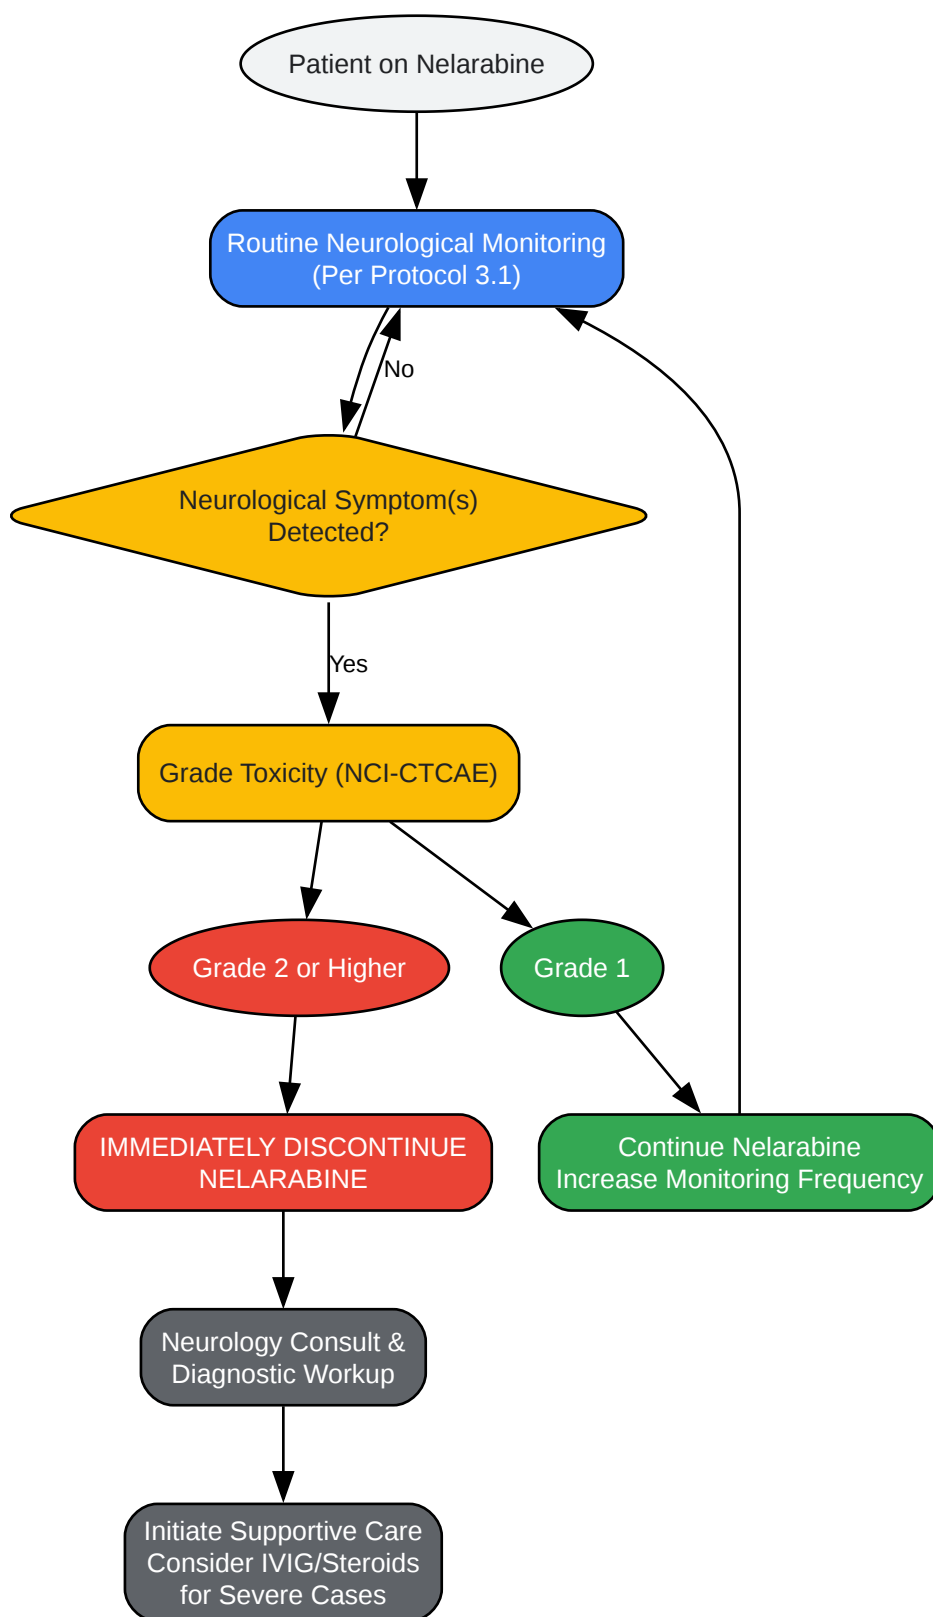 Patient on Nelarabine
Routine Neurological Monitoring
(Per Protocol 3.1)
No
Neurological Symptom(s)
Detected?
Yes
Grade Toxicity (NCI-CTCAE)
Grade 2 or Higher
Grade 1
IMMEDIATELY DISCONTINUE
NELARABINE
Continue Nelarabine
Increase Monitoring Frequency
Neurology Consult &
Diagnostic Workup
Initiate Supportive Care
Consider IVIG/Steroids
for Severe Cases